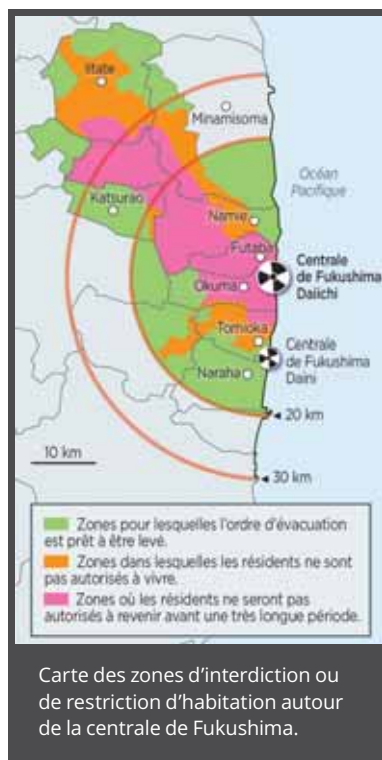 Iitate
Minamisoma
Océan
Pacifique
Katsurao
Namie
Futaba
Centrale
de Fukushima
Daiichi
Okuma
Tomioka
Centrale
de Fukushima
Daini
Naraha
20 km
10 km
30 km
Zones pour lesquelles l'ordre d'évacuation
est prêt à être levé.
Zones dans lesquelles les résidents ne sont
pas autorisés à vivre.
Zones où les résidents ne seront pas
autorisés à revenir avant une très longue période.
Carte des zones d'interdiction ou
de restriction d'habitation autour
de la centrale de Fukushima.